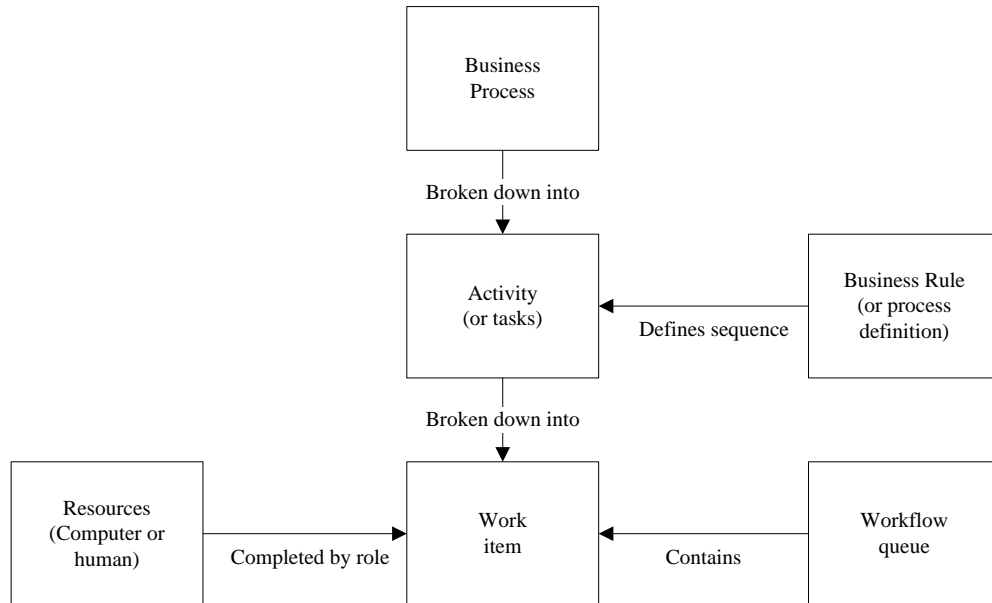 Business
Process
Broken down into
Activity
(or tasks)
Defines sequence
Business Rule
(or process
definition)
Broken down into
Resources
(Computer or
human)
Completed by role
Work
item
Contains
Workflow
queue